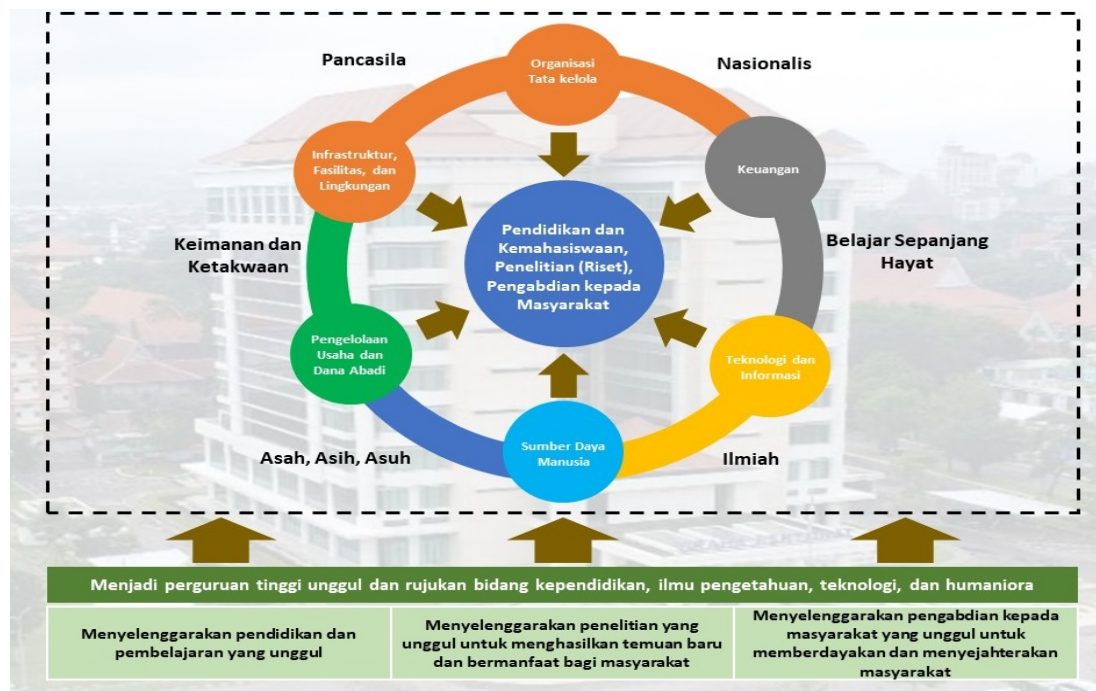 Pancasila
Organisasi
Tata kelola
Nasionalis
Infrastruktur,
Fasilitas, dan
Lingkungan
Keuangan
Pendidikan dan
Kemahasiswaan,
Penelitian (Riset),
Pengabdian kepada
Masyarakat
Keimanan dan
Ketakwaan
Belajar Sepanjang
Hayat
Pengelolaan
Usaha dan
Dana Abadi
Teknologi dan
Informasi
Sumber Daya
Manusia
Asah, Asih, Asuh
Ilmiah
Menjadi perguruan tinggi unggul dan rujukan bidang kependidikan, ilmu pengetahuan, teknologi, dan humaniora
Menyelenggarakan pendidikan dan
pembelajaran yang unggul
Menyelenggarakan penelitian yang
unggul untuk menghasilkan temuan baru
dan bermanfaat bagi masyarakat
Menyelenggarakan pengabdian kepada
masyarakat yang unggul untuk
memberdayakan dan menyejahterakan
masyarakat